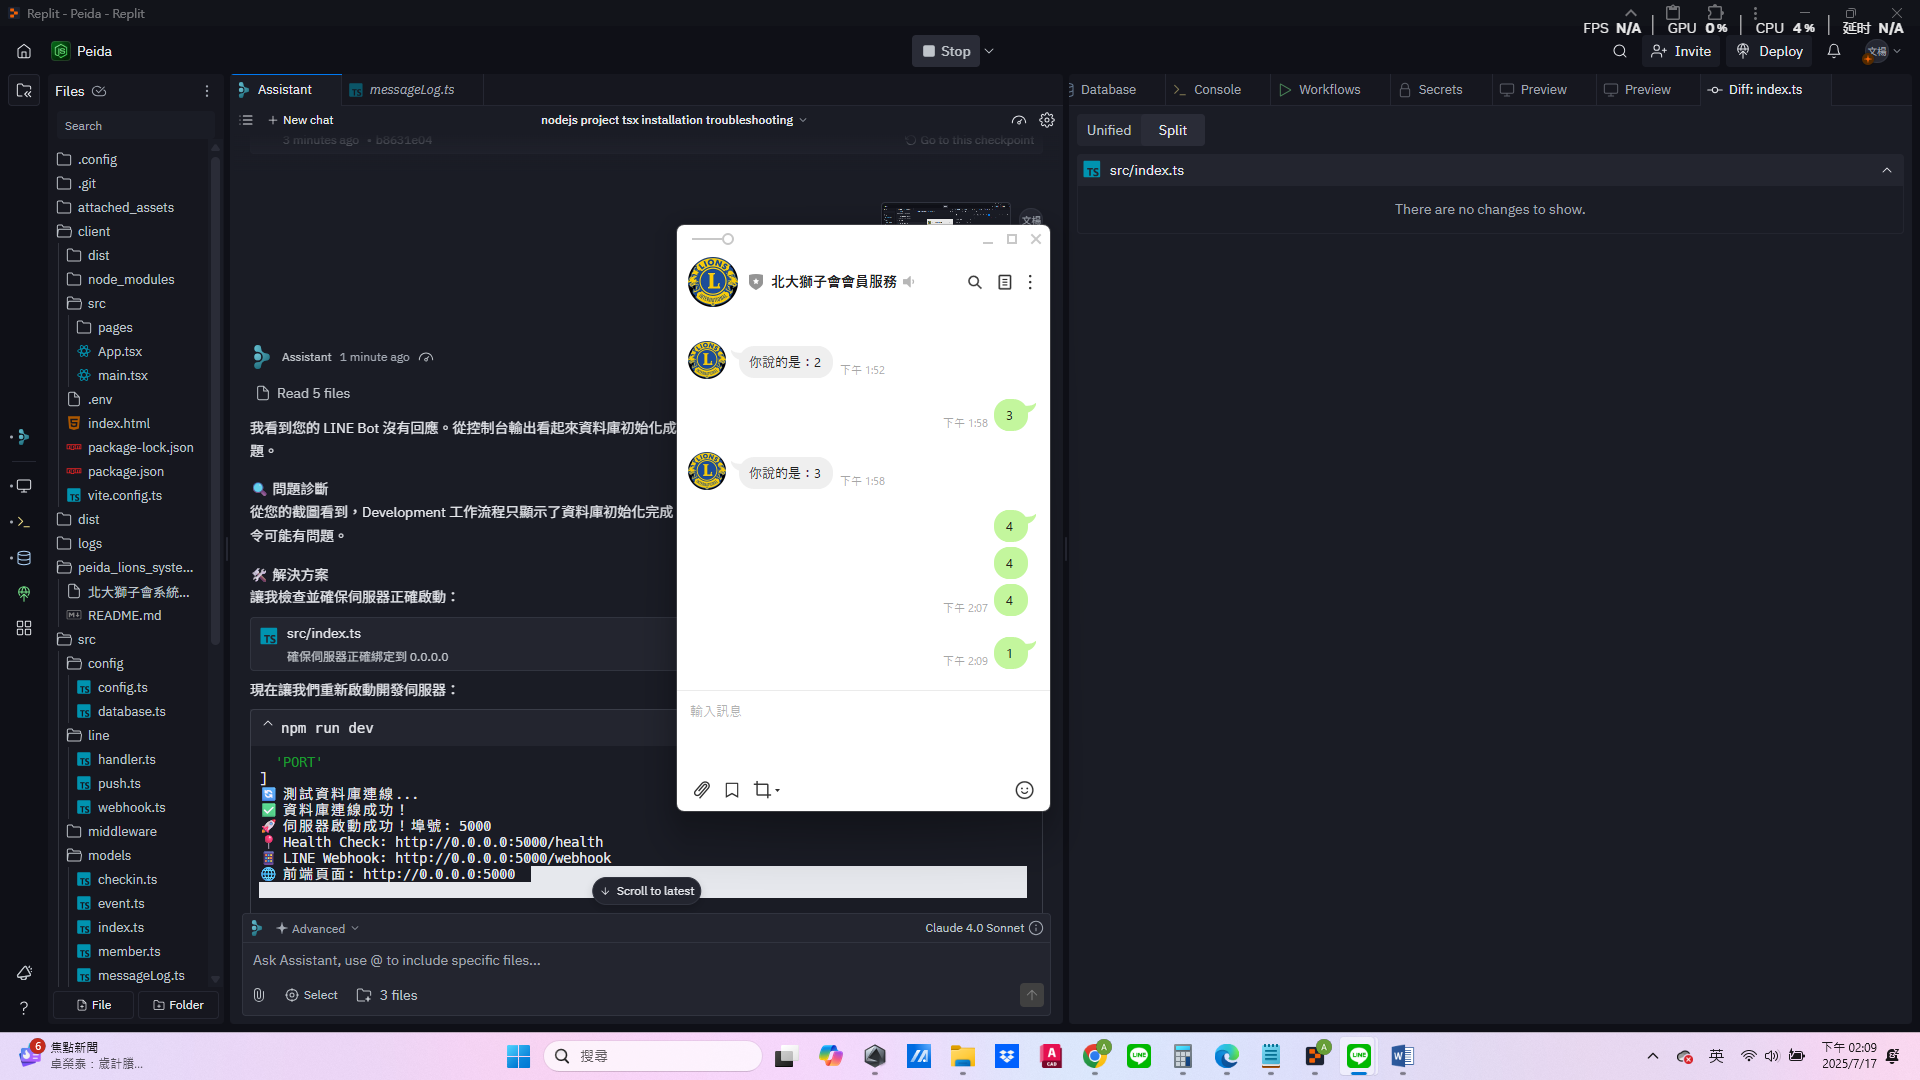 Replit - Peida - Replit
FPS N/A GPU 0% CPU 4% 延时 N/A
Peida
Stop
Invite
Deploy
文楊
Files
Search
.config
.git
attached_assets
client
dist
node_modules
src
pages
App.tsx
main.tsx
.env
index.html
package-lock.json
package.json
vite.config.ts
dist
logs
peida_lions_syste...
北大獅子會系統...
README.md
src
config
config.ts
database.ts
line
handler.ts
push.ts
webhook.ts
middleware
models
checkin.ts
event.ts
index.ts
member.ts
messageLog.ts
File
Folder
Assistant
messageLog.ts
New chat
nodejs project tsx installation troubleshooting
3 minutes ago • b8631e04
Go to this checkpoint
文楊
Assistant 1 minute ago
Read 5 files
我看到您的 LINE Bot 沒有回應。從控制台輸出看起來資料庫初始化成
題。
🔍 問題診斷
從您的截圖看到，Development 工作流程只顯示了資料庫初始化完成
令可能有問題。
🛠️ 解決方案
讓我檢查並確保伺服器正確啟動：
src/index.ts
確保伺服器正確綁定到 0.0.0.0
現在讓我們重新啟動開發伺服器：
npm run dev
'PORT'
]
🔄 測試資料庫連線...
✅ 資料庫連線成功！
🚀 伺服器啟動成功！埠號: 5000
📍 Health Check: http://0.0.0.0:5000/health
📱 LINE Webhook: http://0.0.0.0:5000/webhook
🌐 前端頁面: http://0.0.0.0:5000
Scroll to latest
Advanced
Claude 4.0 Sonnet
Ask Assistant, use @ to include specific files...
Select
3 files
LIONS
L
INTERNATIONAL
北大獅子會會員服務
你說的是：2
下午 1:52
3
下午 1:58
你說的是：3
下午 1:58
4
4
4
下午 2:07
1
下午 2:09
輸入訊息
Database
Console
Workflows
Secrets
Preview
Preview
Diff: index.ts
Unified
Split
src/index.ts
There are no changes to show.
6
焦點新聞
卓榮泰：歲計賸...
搜尋
英
下午 02:09
2025/7/17